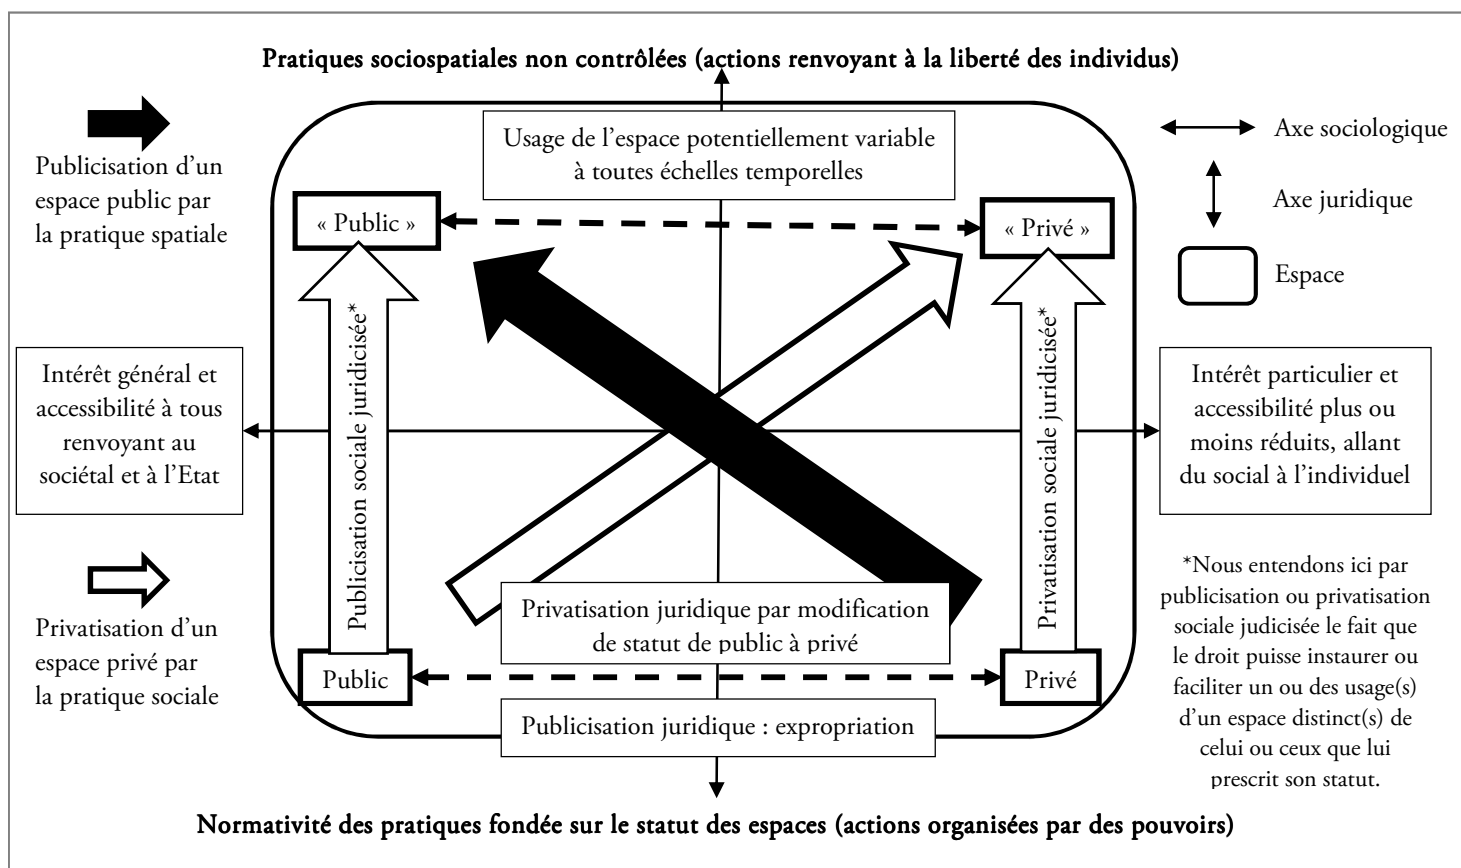 Pratiques sociospatiales non contrôlées (actions renvoyant à la liberté des individus)
Publicisation d’un
espace public par
la pratique spatiale
Usage de l’espace potentiellement variable
à toutes échelles temporelles
Axe sociologique
Axe juridique
Espace
« Public »
« Privé »
Publicisation sociale juridicisée*
Privatisation sociale juridicisée*
Intérêt général et
accessibilité à tous
renvoyant au
sociétal et à l’Etat
Intérêt particulier et
accessibilité plus ou
moins réduits, allant
du social à l’individuel
Privatisation d’un
espace privé par
la pratique sociale
Privatisation juridique par modification
de statut de public à privé
Public
Privé
Publicisation juridique : expropriation
*Nous entendons ici par
publicisation ou privatisation
sociale judicisée le fait que
le droit puisse instaurer ou
faciliter un ou des usage(s)
d’un espace distinct(s) de
celui ou ceux que lui
prescrit son statut.
Normativité des pratiques fondée sur le statut des espaces (actions organisées par des pouvoirs)